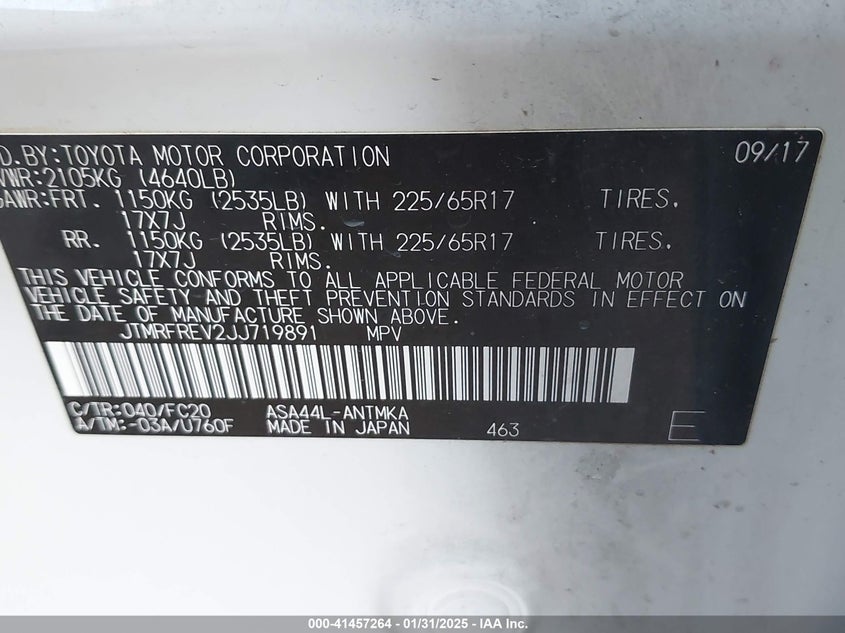 D.BY:TOYOTA MOTOR CORPORATION 09/17
VWR:2105KG (4640LB)
GAWR:FRT. 1150KG (2535LB) WITH 225/65R17 TIRES.
17X7J RIMS.
RR. 1150KG (2535LB) WITH 225/65R17 TIRES.
17X7J RIMS.
THIS VEHICLE CONFORMS TO ALL APPLICABLE FEDERAL MOTOR
VEHICLE SAFETY AND THEFT PREVENTION STANDARDS IN EFFECT ON
THE DATE OF MANUFACTURE SHOWN ABOVE.
JTMRFREV2JJ719891 MPV
C/TR:040/FC20 ASA44L-ANTMKA
A/TM:-03A/U760F MADE IN JAPAN 463 E
000-41457264 - 01/31/2025 - IAA Inc.